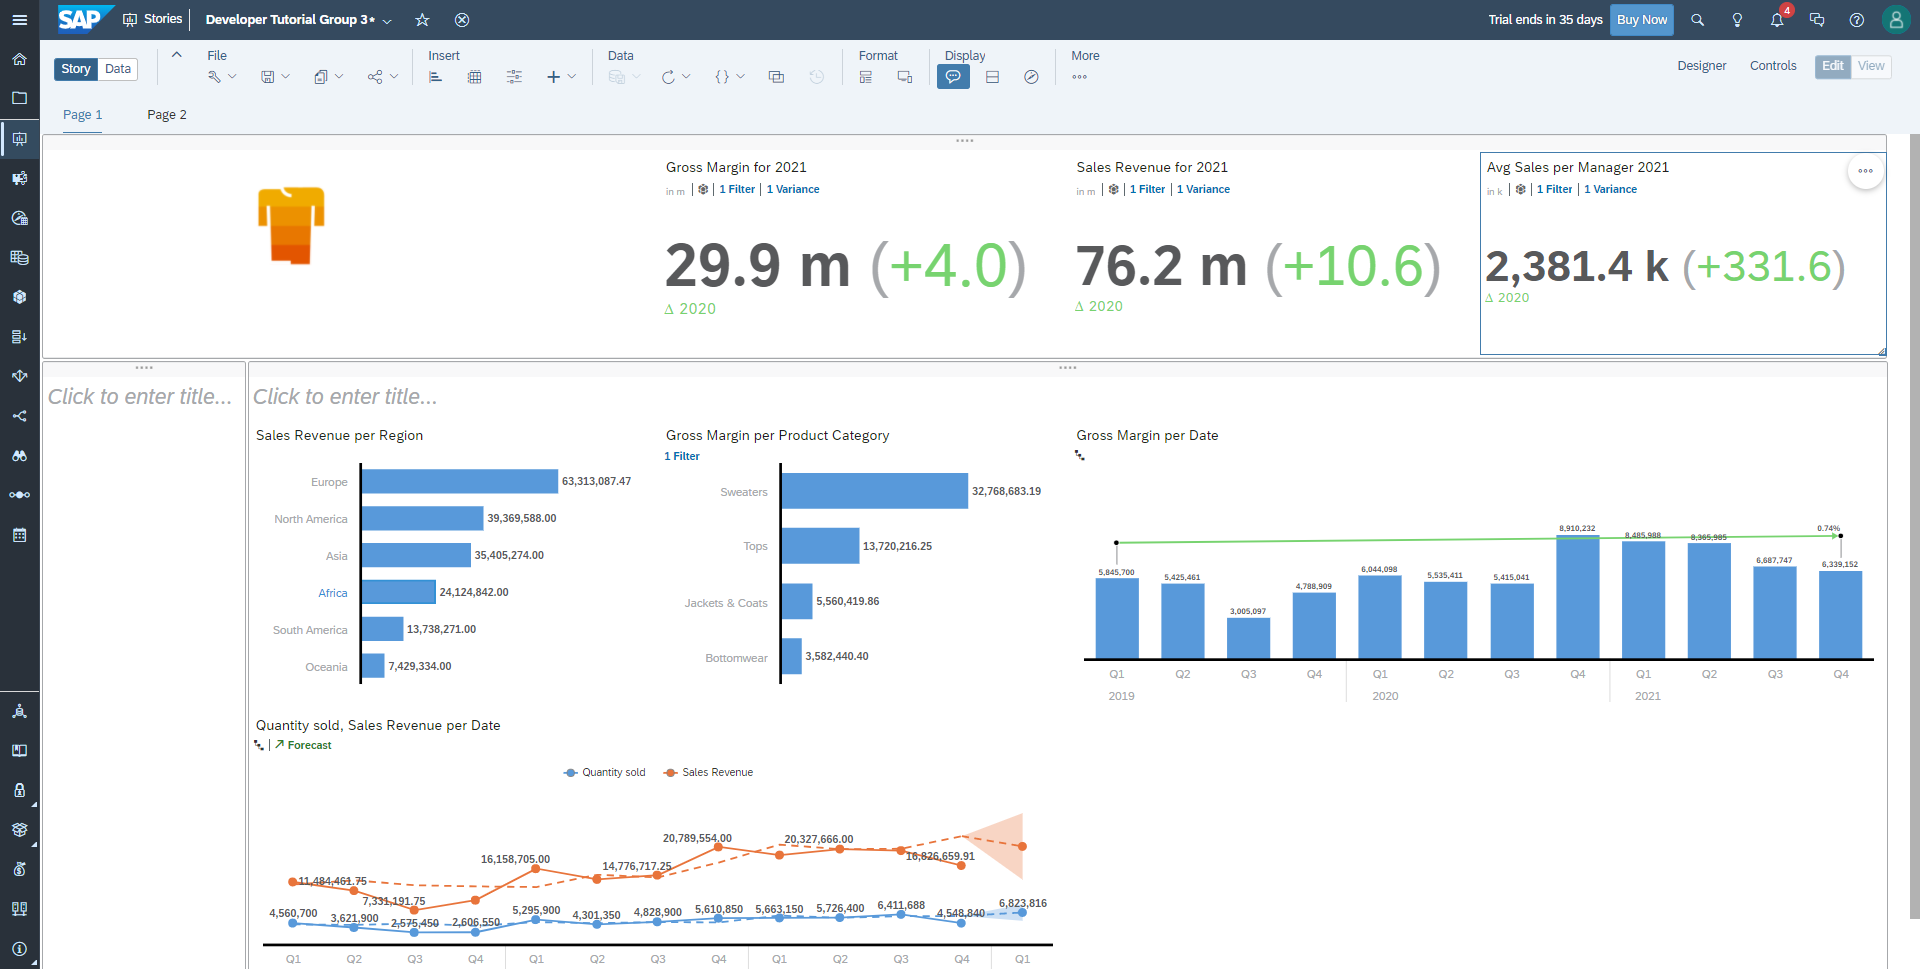 SAP Stories Developer Tutorial Group 3* Trial ends in 35 days Buy Now 4
File Insert Data Format Display More
Story Data Designer Controls Edit View
Page 1 Page 2
Gross Margin for 2021
in m 1 Filter 1 Variance
29.9 m (+4.0)
Δ 2020
Sales Revenue for 2021
in m 1 Filter 1 Variance
76.2 m (+10.6)
Δ 2020
Avg Sales per Manager 2021
in k 1 Filter 1 Variance
2,381.4 k (+331.6)
Δ 2020
Click to enter title...
Click to enter title...
Sales Revenue per Region
Europe 63,313,087.47
North America 39,369,588.00
Asia 35,405,274.00
Africa 24,124,842.00
South America 13,738,271.00
Oceania 7,429,334.00
Gross Margin per Product Category
1 Filter
Sweaters 32,768,683.19
Tops 13,720,216.25
Jackets & Coats 5,560,419.86
Bottomwear 3,582,440.40
Gross Margin per Date
0.74%
5,845,700 5,425,461 3,005,097 4,788,909 6,044,098 5,535,411 5,415,041 8,910,232 8,485,988 8,365,985 6,687,747 6,339,152
Q1 Q2 Q3 Q4 Q1 Q2 Q3 Q4 Q1 Q2 Q3 Q4
2019 2020 2021
Quantity sold, Sales Revenue per Date
Forecast
Quantity sold Sales Revenue
11,484,461.75 7,331,191.75 16,158,705.00 14,776,717.25 20,789,554.00 20,327,666.00 16,826,659.91
4,560,700 3,621,900 2,575,450 2,606,550 5,295,900 4,301,350 4,828,900 5,610,850 5,663,150 5,726,400 6,411,688 4,548,840 6,823,816
Q1 Q2 Q3 Q4 Q1 Q2 Q3 Q4 Q1 Q2 Q3 Q4 Q1